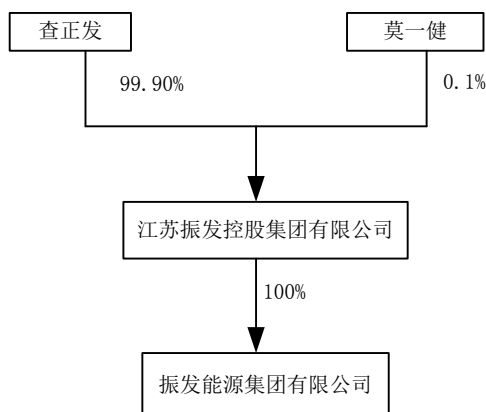 查正发
莫一健
99.90%
0.1%
江苏振发控股集团有限公司
100%
振发能源集团有限公司